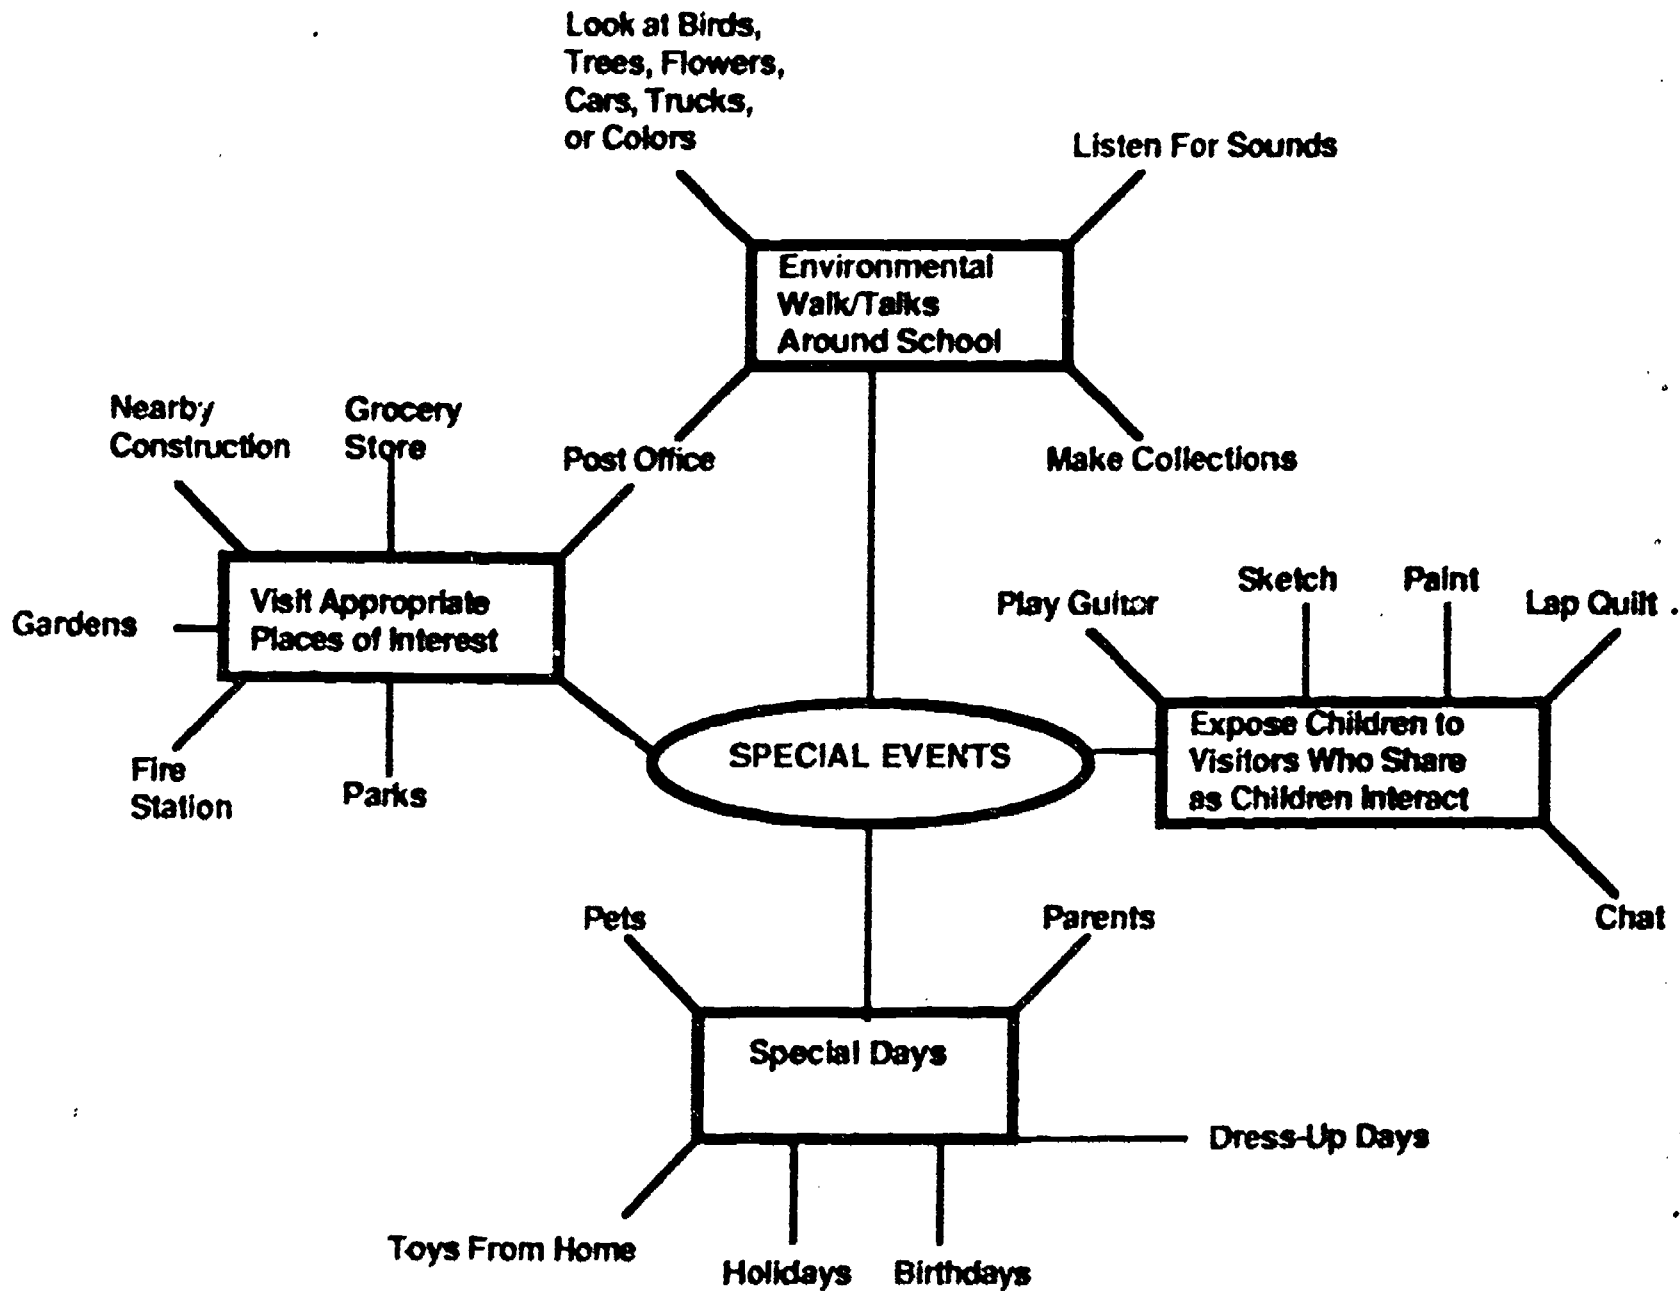 Look at Birds,
Trees, Flowers,
Cars, Trucks,
or Colors
Listen For Sounds
Environmental
Walk/Talks
Around School
Nearby
Construction
Grocery
Store
Post Office
Make Collections
Gardens
Visit Appropriate
Places of Interest
Fire
Station
Parks
SPECIAL EVENTS
Play Guitar
Sketch
Paint
Lap Quilt
Expose Children to
Visitors Who Share
as Children Interact
Chat
Pets
Parents
Special Days
Dress-Up Days
Toys From Home
Holidays
Birthdays